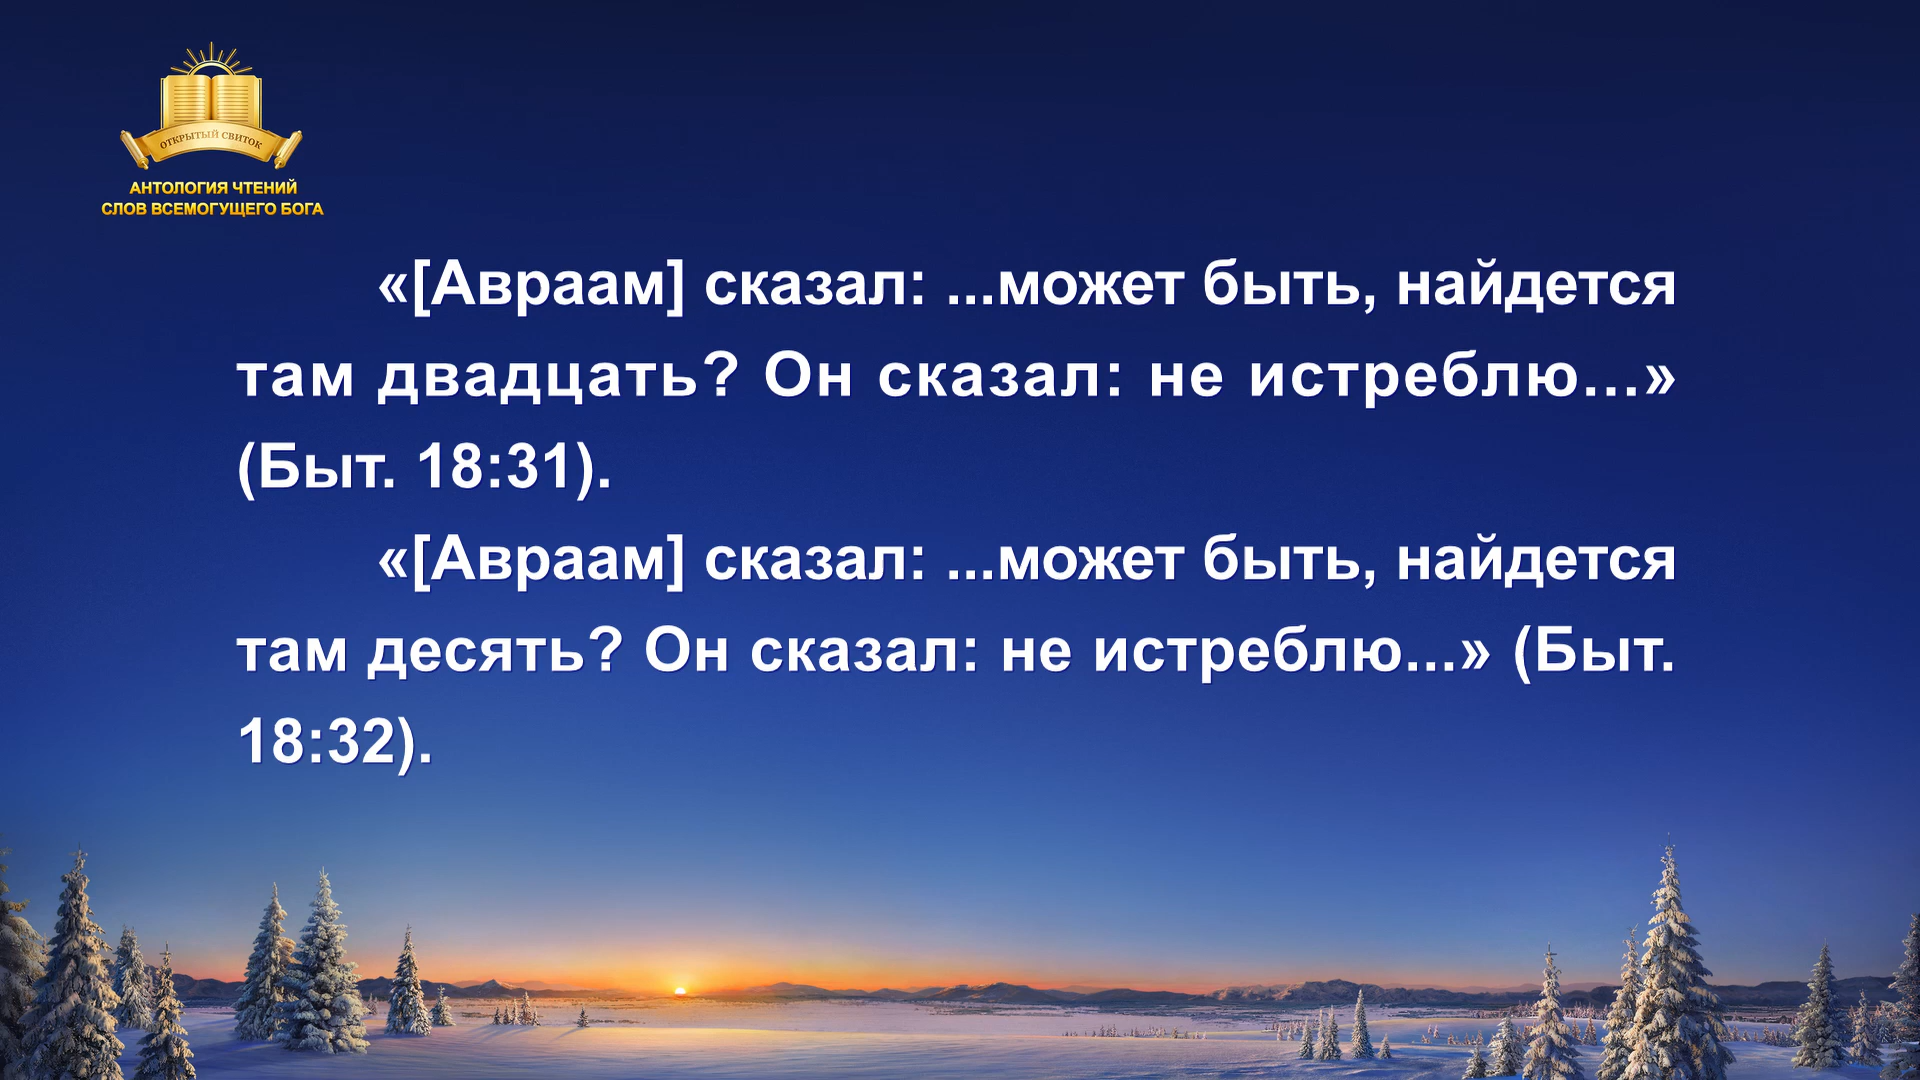 ОТКРЫТЫЙ СВИТОК
АНТОЛОГИЯ ЧТЕНИЙ
СЛОВ ВСЕМОГУЩЕГО БОГА
«[Авраам] сказал: ...может быть, найдется
там двадцать? Он сказал: не истреблю...»
(Быт. 18:31).
«[Авраам] сказал: ...может быть, найдется
там десять? Он сказал: не истреблю...» (Быт.
18:32).